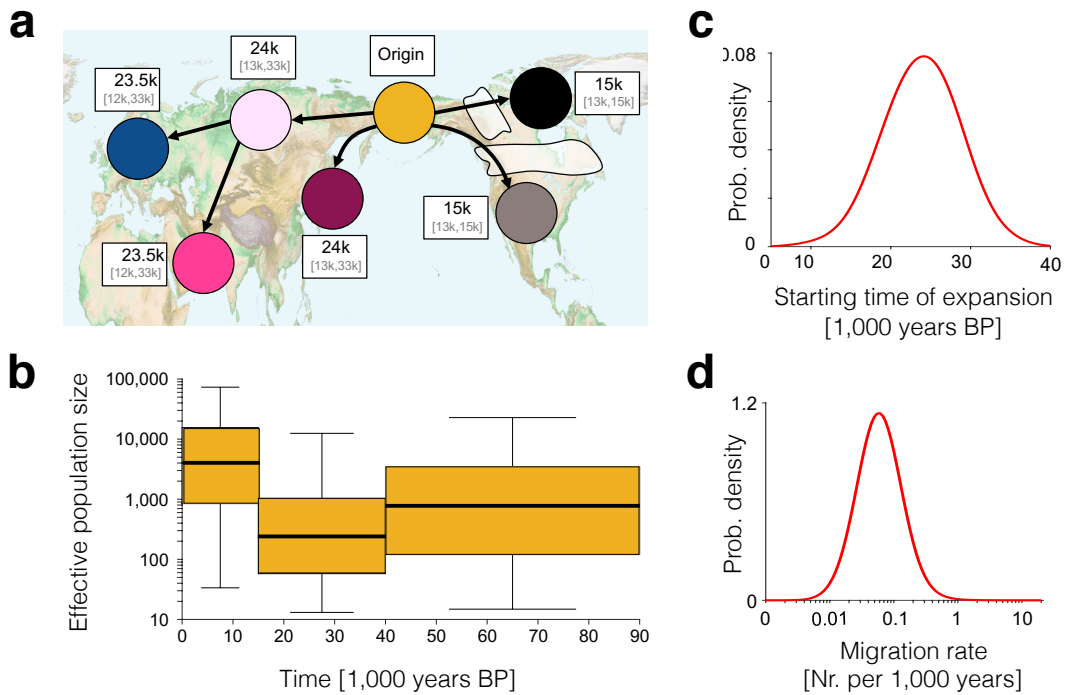 a
24k
[13k,33k]
Origin
23.5k
[12k,33k]
15k
[13k,15k]
15k
[13k,15k]
23.5k
[12k,33k]
24k
[13k,33k]
b
Effective population size
100,000
10,000
1,000
100
10
0 10 20 30 40 50 60 70 80 90
Time [1,000 years BP]
c
Prob. density
0.08
0
0 10 20 30 40
Starting time of expansion
[1,000 years BP]
d
Prob. density
1.2
0
0 0.01 0.1 1 10
Migration rate
[Nr. per 1,000 years]